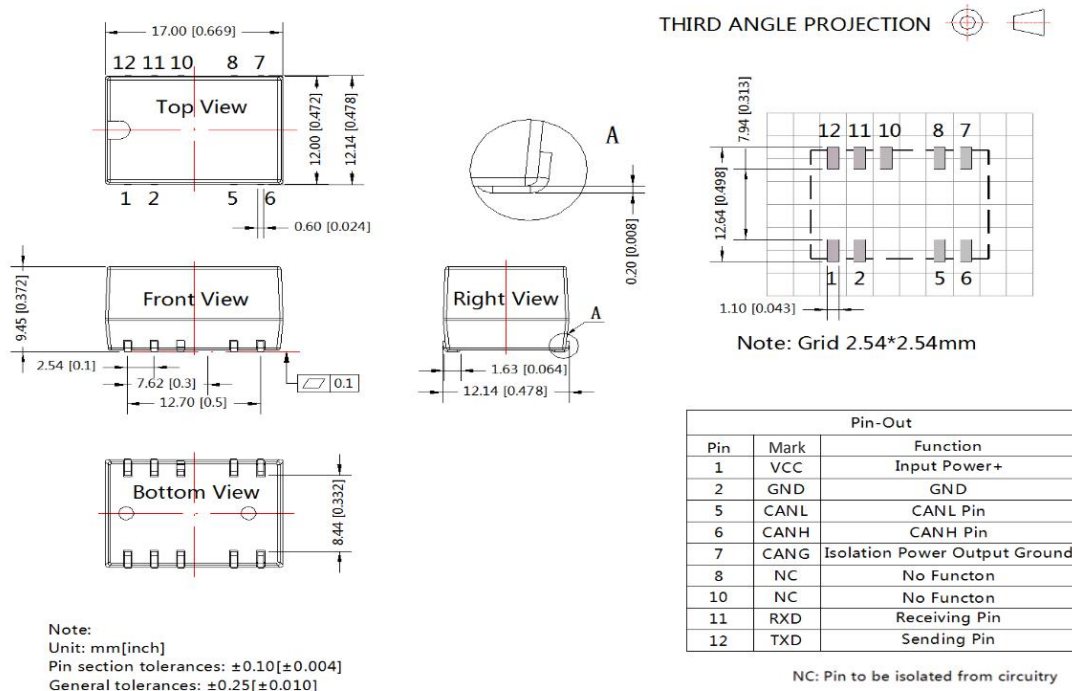 THIRD ANGLE PROJECTION
17.00 [0.669]
12 11 10 8 7
Top View
12.00 [0.472]
12.14 [0.478]
1 2 5 6
0.60 [0.024]
A
0.20 [0.008]
7.94 [0.313]
12 11 10 8 7
12.64 [0.498]
1 2 5 6
1.10 [0.043]
Note: Grid 2.54*2.54mm
Front View
9.45 [0.372]
2.54 [0.1]
7.62 [0.3]
12.70 [0.5]
0.1
Right View
A
1.63 [0.064]
12.14 [0.478]
Bottom View
8.44 [0.332]
Pin-Out
Pin Mark Function
1 VCC Input Power+
2 GND GND
5 CANL CANL Pin
6 CANH CANH Pin
7 CANG Isolation Power Output Ground
8 NC No Functon
10 NC No Functon
11 RXD Receiving Pin
12 TXD Sending Pin
NC: Pin to be isolated from circuitry
Note:
Unit: mm[inch]
Pin section tolerances: ±0.10[±0.004]
General tolerances: ±0.25[±0.010]